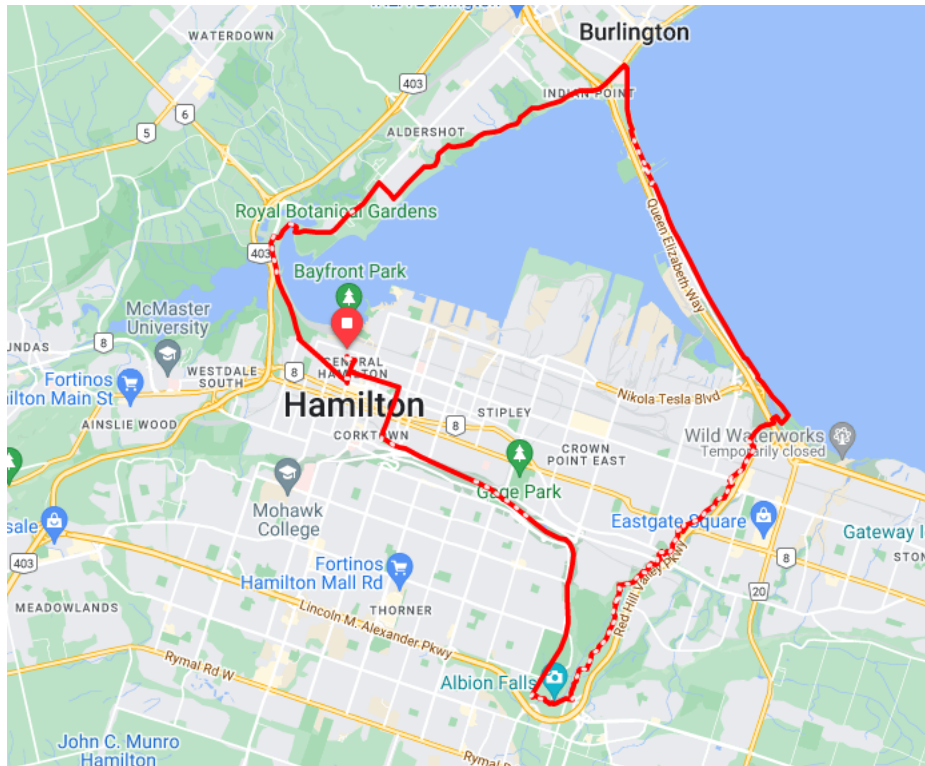 Burlington
WATERDOWN
403
INDIAN POINT
6
5
ALDERSHOT
Royal Botanical Gardens
403
Queen Elizabeth Way
Bayfront Park
McMaster
University
8
CENTRAL
HAMILTON
8
WESTDALE
SOUTH
Fortinos
ilton Main St
Nikola Tesla Blvd
Hamilton
STIPLEY
8
AINSLIE WOOD
CORKTOWN
Wild Waterworks
Temporarily closed
CROWN
POINT EAST
Gage Park
Mohawk
College
Eastgate Square
sale
Gateway
403
8
Fortinos
Hamilton Mall Rd
20
Red Hill Valley Pkwy
MEADOWLANDS
THORNER
Lincoln M. Alexander Pkwy
Rymal Rd W
Albion Falls
Rymal Rd
John C. Munro
Hamilton